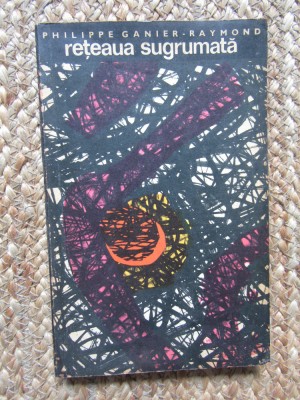 PHILIPPE GANIER-RAYMOND
rețeaua sugrumată